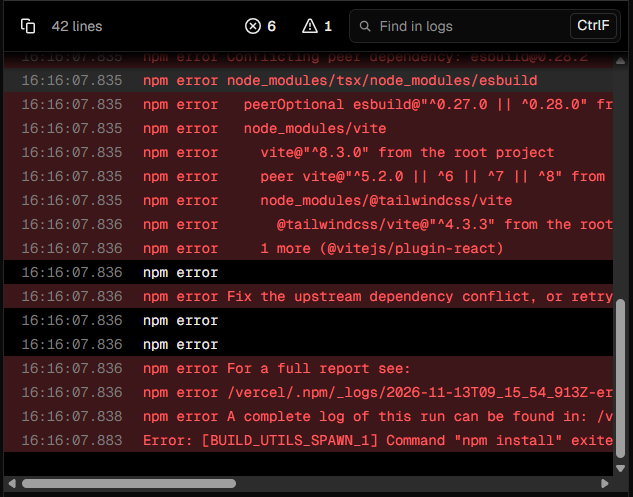 42 lines
6
1
Find in logs
CtrlF
npm error Conflicting peer dependency: esbuild@0.28.2
16:16:07.835 npm error node_modules/tsx/node_modules/esbuild
16:16:07.835 npm error   peerOptional esbuild@"^0.27.0 || ^0.28.0" fr
16:16:07.835 npm error   node_modules/vite
16:16:07.835 npm error     vite@"^8.3.0" from the root project
16:16:07.835 npm error     peer vite@"^5.2.0 || ^6 || ^7 || ^8" from
16:16:07.835 npm error     node_modules/@tailwindcss/vite
16:16:07.836 npm error       @tailwindcss/vite@"^4.3.3" from the root
16:16:07.836 npm error     1 more (@vitejs/plugin-react)
16:16:07.836 npm error
16:16:07.836 npm error Fix the upstream dependency conflict, or retry
16:16:07.836 npm error
16:16:07.836 npm error
16:16:07.836 npm error For a full report see:
16:16:07.836 npm error /vercel/.npm/_logs/2026-11-13T09_15_54_913Z-er
16:16:07.838 npm error A complete log of this run can be found in: /v
16:16:07.883 Error: [BUILD_UTILS_SPAWN_1] Command "npm install" exite